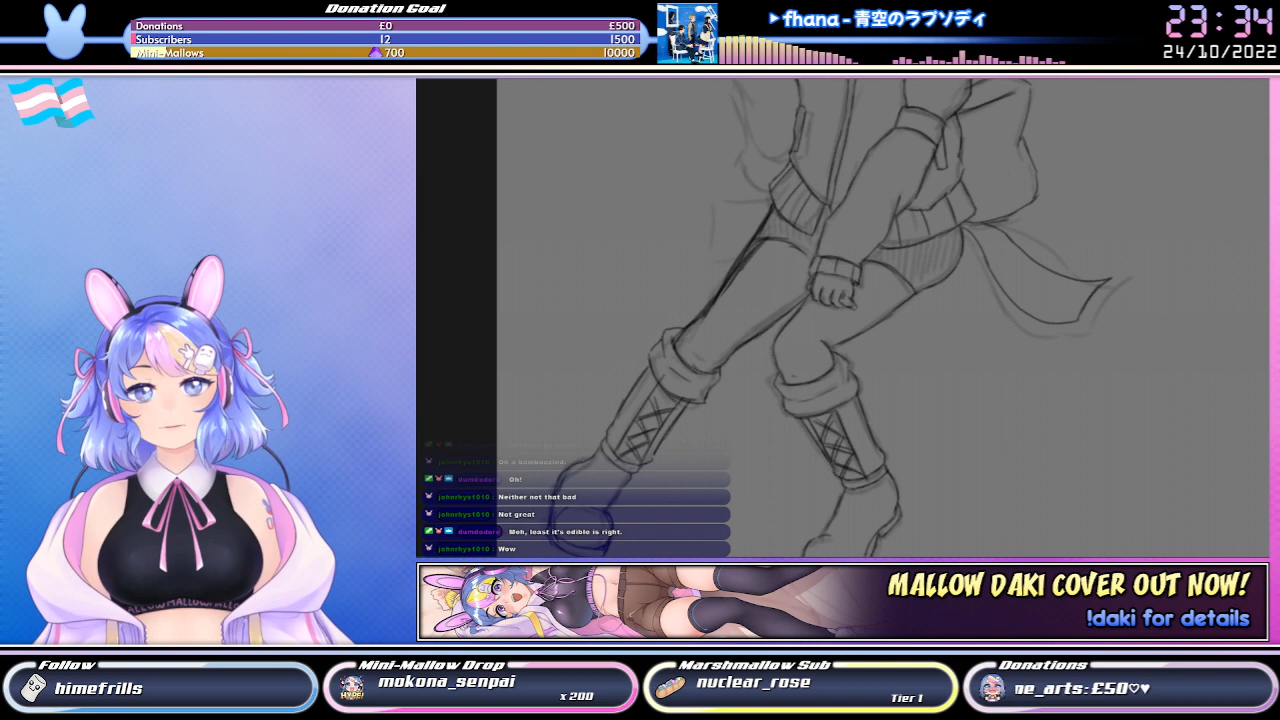 Donation Goal
Donations £0 £500
Subscribers 12 1500
Mini-Mallows 700 10000
fhana - 青空のラプソディ
23:34
24/10/2022
johnrhys1010 : Oh a bamboozled.
dumdodore Oh!
johnrhys1010 : Neither not that bad
johnrhys1010 : Not great
dumdodore Meh, least it's edible is right.
johnrhys1010 : Wow
MALLOW DAKI COVER OUT NOW!
!daki for details
Follow
himefrills
Mini-Mallow Drop
mokona_senpai
x 200
Marshmallow Sub
nuclear_rose
Tier 1
Donations
ne_arts: £50♡♥